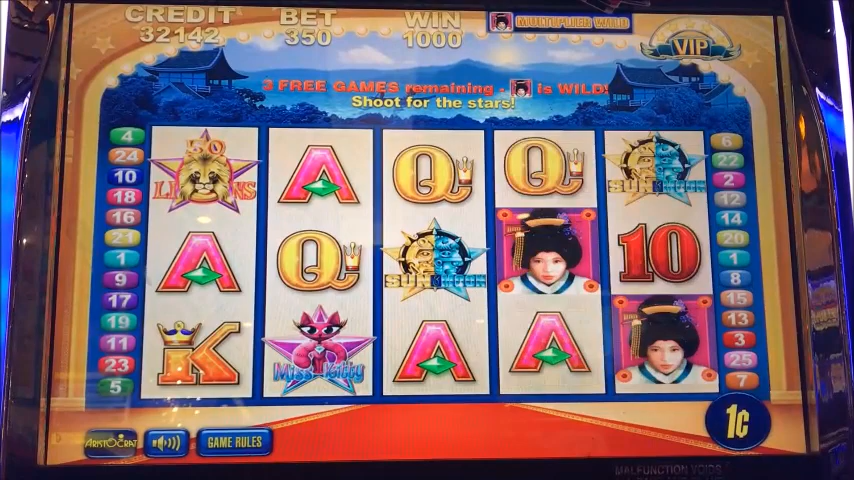 CREDIT BET WIN MULTIPLIER WILD
32142 350 1000 VIP
3 FREE GAMES remaining - is WILD!
Shoot for the stars!
4 50 LIONS A Q Q SUN & MOON 6
24 22
10 2
18 12
16 14
21 A Q SUN & MOON 10 20
1 1
9 8
17 15
19 13
11 K Miss Kitty A A 3
23 25
5 7
ARISTOCRAT GAME RULES 1¢
MALFUNCTION VOIDS